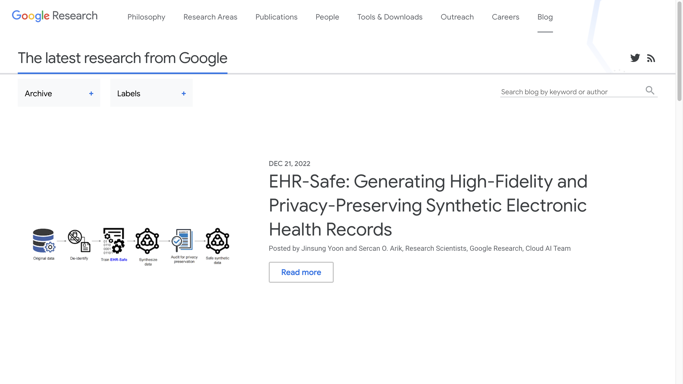 Google Research
Philosophy Research Areas Publications People Tools & Downloads Outreach Careers Blog
The latest research from Google
Archive +
Labels +
Search blog by keyword or author
DEC 21, 2022
EHR-Safe: Generating High-Fidelity and
Privacy-Preserving Synthetic Electronic
Health Records
Posted by Jinsung Yoon and Sercan O. Arik, Research Scientists, Google Research, Cloud AI Team
Read more
Original data
De-identify
Train EHR-Safe
Synthesize
data
Audit for privacy
preservation
Safe synthetic
data